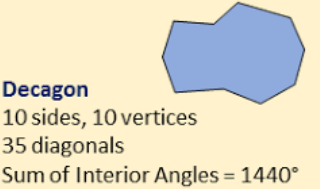 Decagon
10 sides, 10 vertices
35 diagonals
Sum of Interior Angles = 1440°